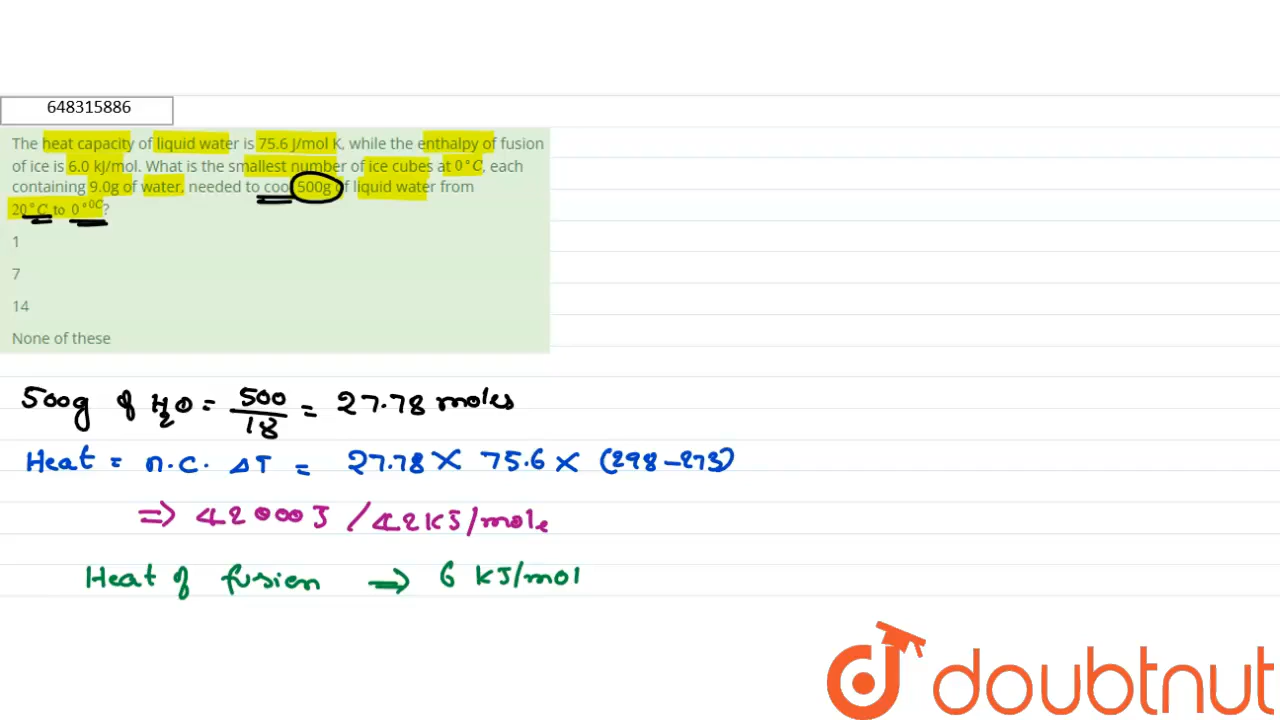 648315886
The heat capacity of liquid water is 75.6 J/mol K, while the enthalpy of fusion
of ice is 6.0 kJ/mol. What is the smallest number of ice cubes at 0°C, each
containing 9.0g of water, needed to cool 500g of liquid water from
20°C to 0°⁰ᶜ?
1
7
14
None of these
500g of H₂O = 500/18 = 27.78 moles
Heat = n.C. ΔT = 27.78 × 75.6 × (298-273)
⇒ 42000J / 42KJ/mole
Heat of fusion → 6 KJ/mol
doubtnut